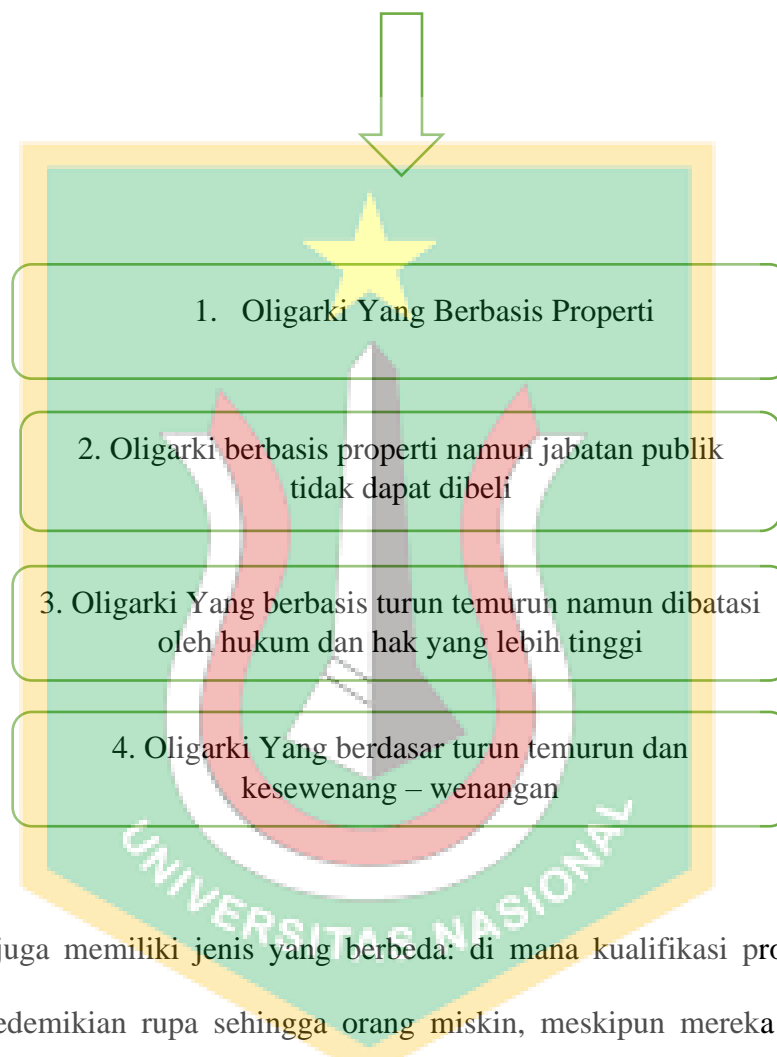 1. Oligarki Yang Berbasis Properti
2. Oligarki berbasis properti namun jabatan publik
tidak dapat dibeli
3. Oligarki Yang berbasis turun temurun namun dibatasi
oleh hukum dan hak yang lebih tinggi
4. Oligarki Yang berdasar turun temurun dan
kesewenang – wenangan
UNIVERSITAS NASIONAL
juga memiliki jenis yang berbeda: di mana kualifikasi pro
edemikian rupa sehingga orang miskin, meskipun mereka